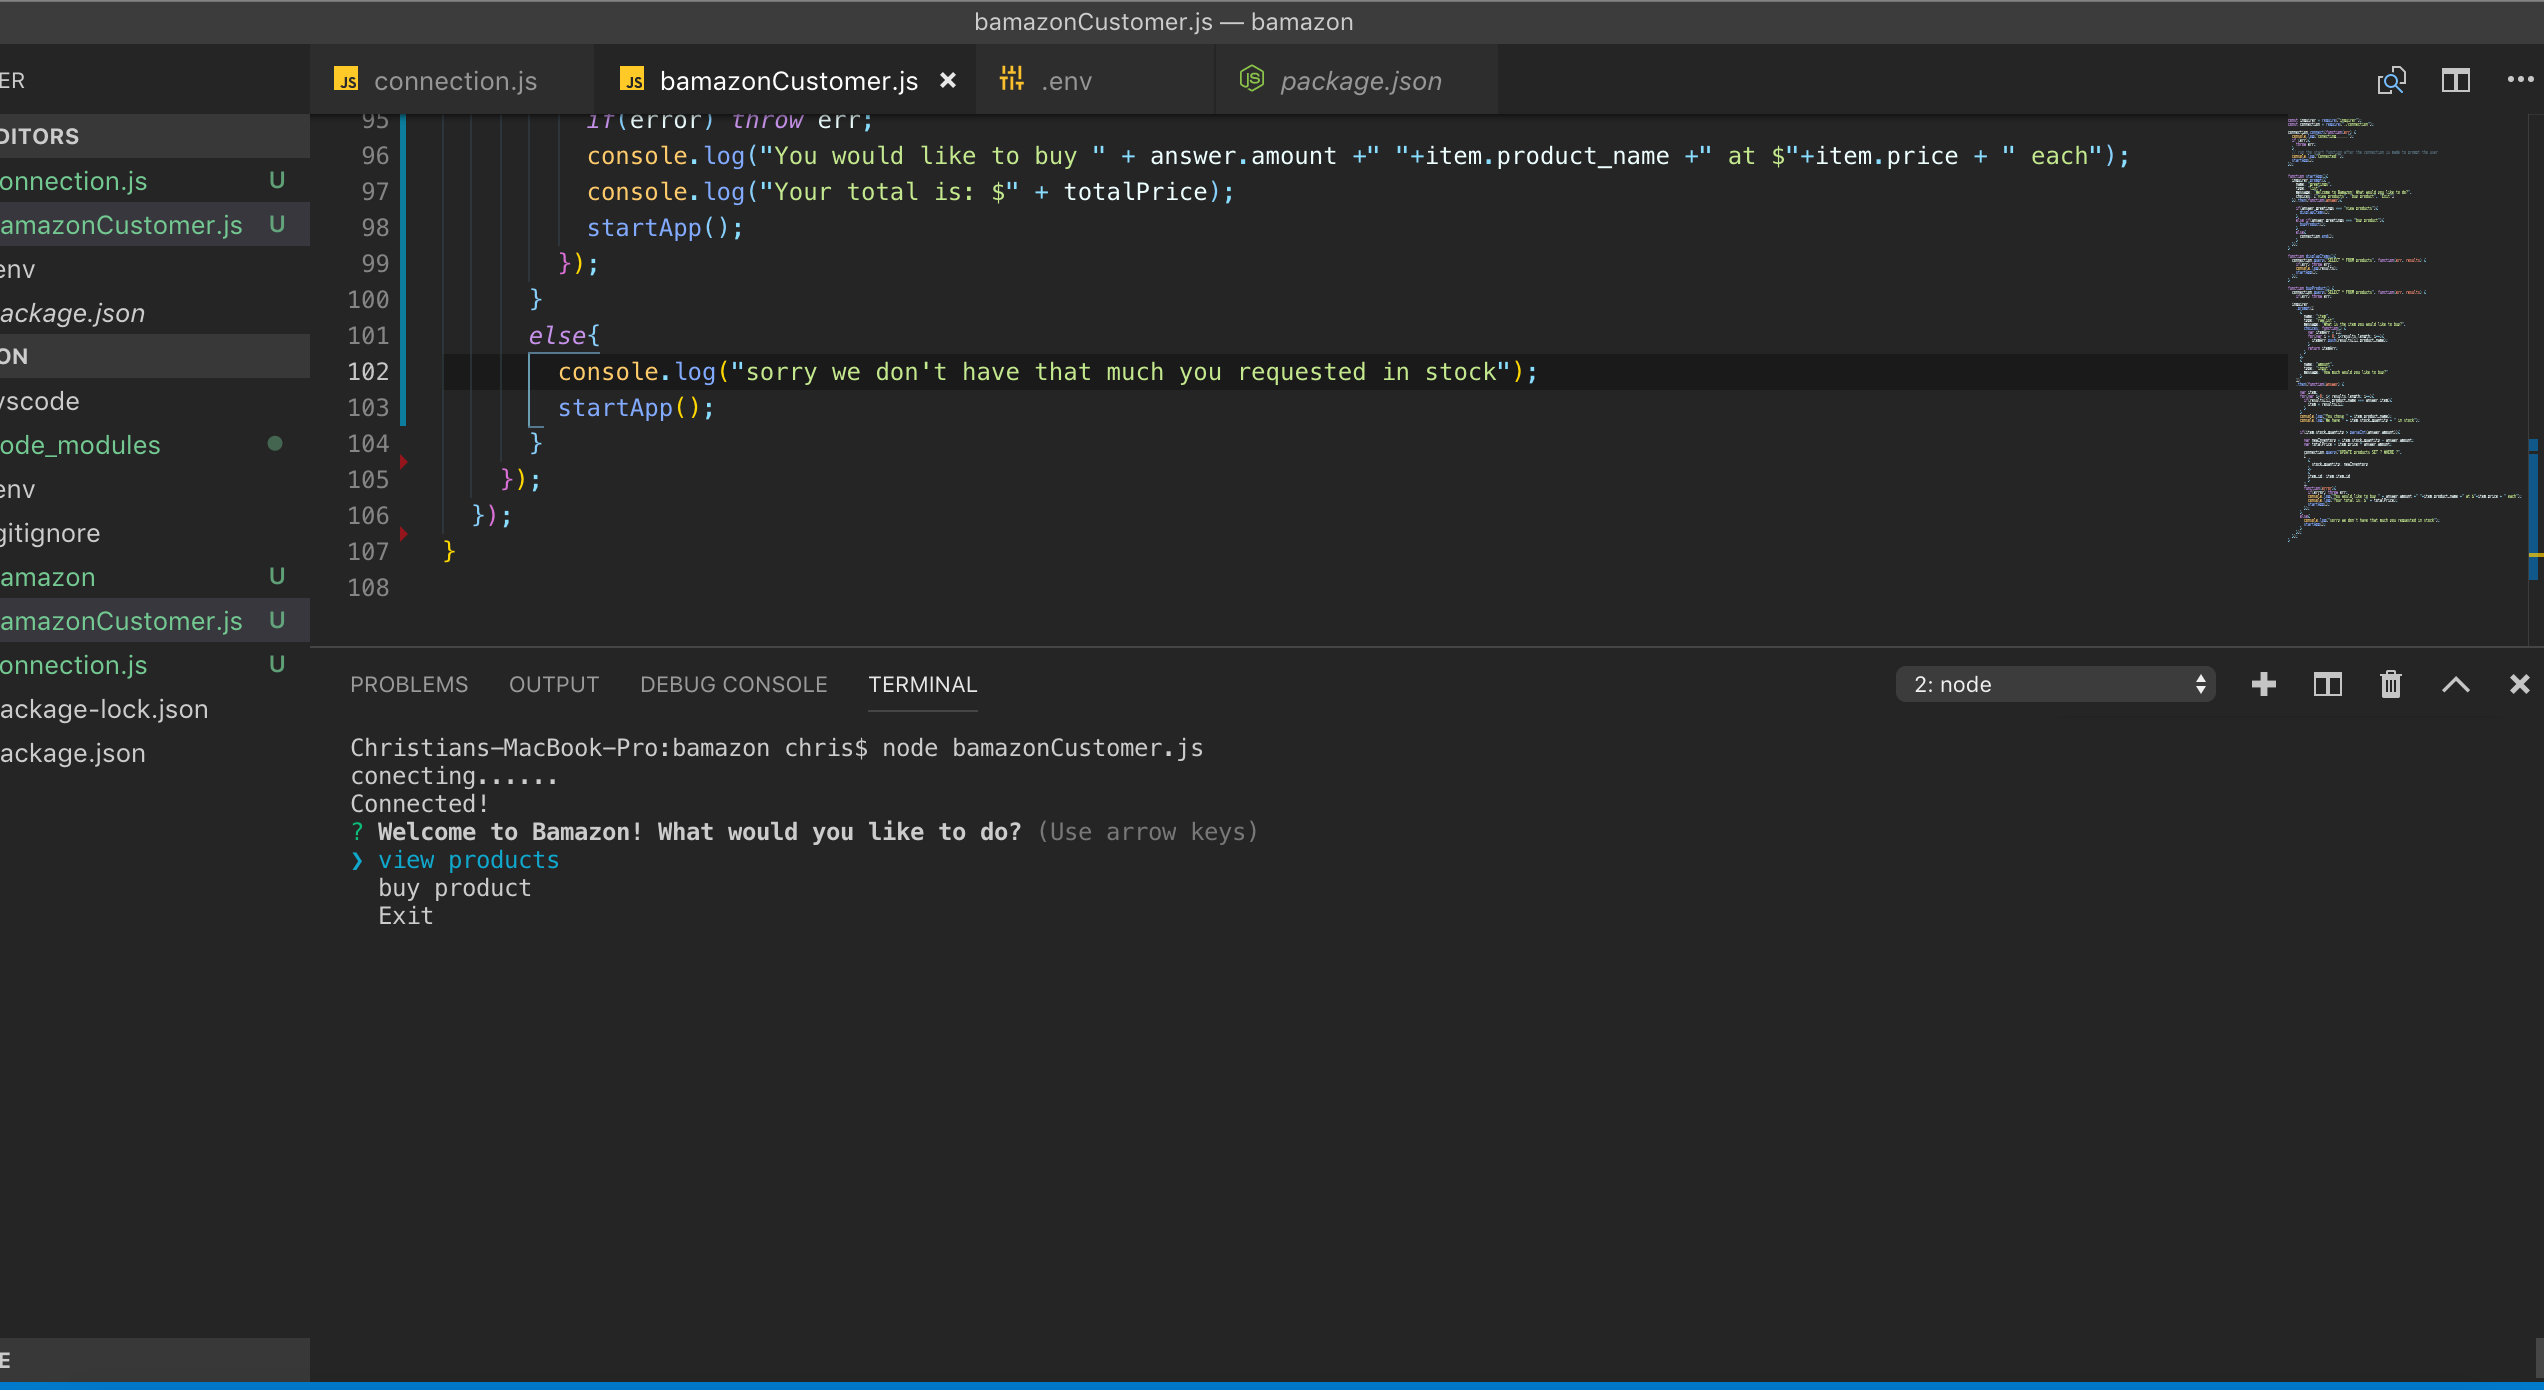 bamazonCustomer.js — bamazon
ER
connection.js
bamazonCustomer.js
.env
package.json
DITORS
onnection.js U
amazonCustomer.js U
env
ackage.json
ON
vscode
ode_modules
env
gitignore
amazon U
amazonCustomer.js U
onnection.js U
ackage-lock.json
ackage.json
E
95 if(error) throw err;
96 console.log("You would like to buy " + answer.amount +" "+item.product_name +" at $"+item.price + " each");
97 console.log("Your total is: $" + totalPrice);
98 startApp();
99 });
100 }
101 else{
102 console.log("sorry we don't have that much you requested in stock");
103 startApp();
104 }
105 });
106 });
107 }
108
PROBLEMS OUTPUT DEBUG CONSOLE TERMINAL 2: node
Christians-MacBook-Pro:bamazon chris$ node bamazonCustomer.js
conecting......
Connected!
? Welcome to Bamazon! What would you like to do? (Use arrow keys)
❯ view products
buy product
Exit